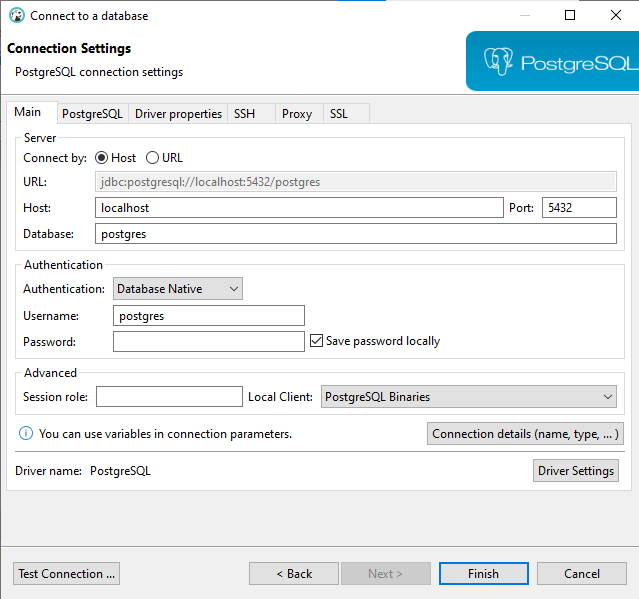 Connect to a database
Connection Settings
PostgreSQL connection settings
PostgreSQL
Main PostgreSQL Driver properties SSH Proxy SSL
Server
Connect by: Host URL
URL: jdbc:postgresql://localhost:5432/postgres
Host: localhost Port: 5432
Database: postgres
Authentication
Authentication: Database Native
Username: postgres
Password: Save password locally
Advanced
Session role: Local Client: PostgreSQL Binaries
You can use variables in connection parameters. Connection details (name, type, ... )
Driver name: PostgreSQL Driver Settings
Test Connection ... < Back Next > Finish Cancel